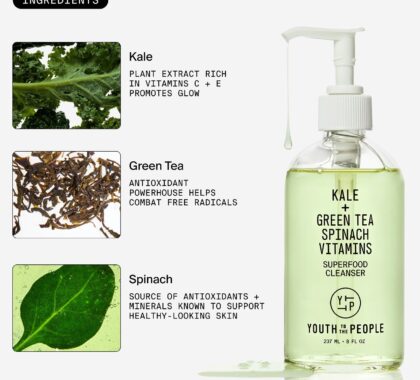 INGREDIENTS
Kale
PLANT EXTRACT RICH
IN VITAMINS C + E
PROMOTES GLOW
Green Tea
ANTIOXIDANT
POWERHOUSE HELPS
COMBAT FREE RADICALS
Spinach
SOURCE OF ANTIOXIDANTS +
MINERALS KNOWN TO SUPPORT
HEALTHY-LOOKING SKIN
KALE
+
GREEN TEA
SPINACH
VITAMINS
SUPERFOOD
CLEANSER
Y T T P
YOUTH TO THE PEOPLE
237 ML - 8 FL OZ